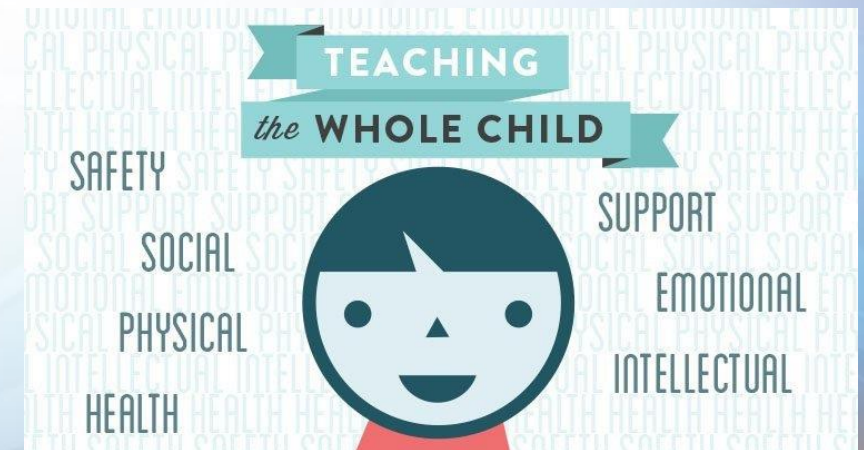 TEACHING
the WHOLE CHILD
SAFETY
SOCIAL
PHYSICAL
HEALTH
SUPPORT
EMOTIONAL
INTELLECTUAL